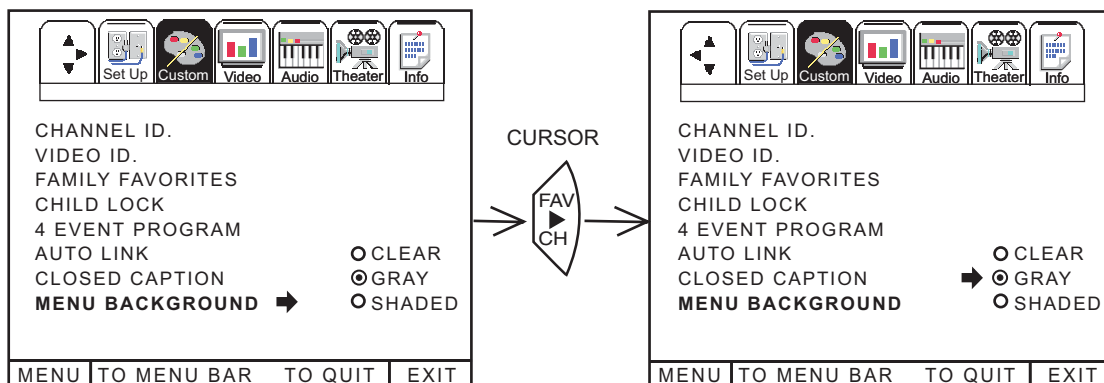 Set Up Custom Video Audio Theater Info
CHANNEL ID.
VIDEO ID.
FAMILY FAVORITES
CHILD LOCK
4 EVENT PROGRAM
AUTO LINK CLEAR
CLOSED CAPTION GRAY
MENU BACKGROUND SHADED
MENU TO MENU BAR TO QUIT EXIT
CURSOR
FAV
CH
Set Up Custom Video Audio Theater Info
CHANNEL ID.
VIDEO ID.
FAMILY FAVORITES
CHILD LOCK
4 EVENT PROGRAM
AUTO LINK CLEAR
CLOSED CAPTION GRAY
MENU BACKGROUND SHADED
MENU TO MENU BAR TO QUIT EXIT